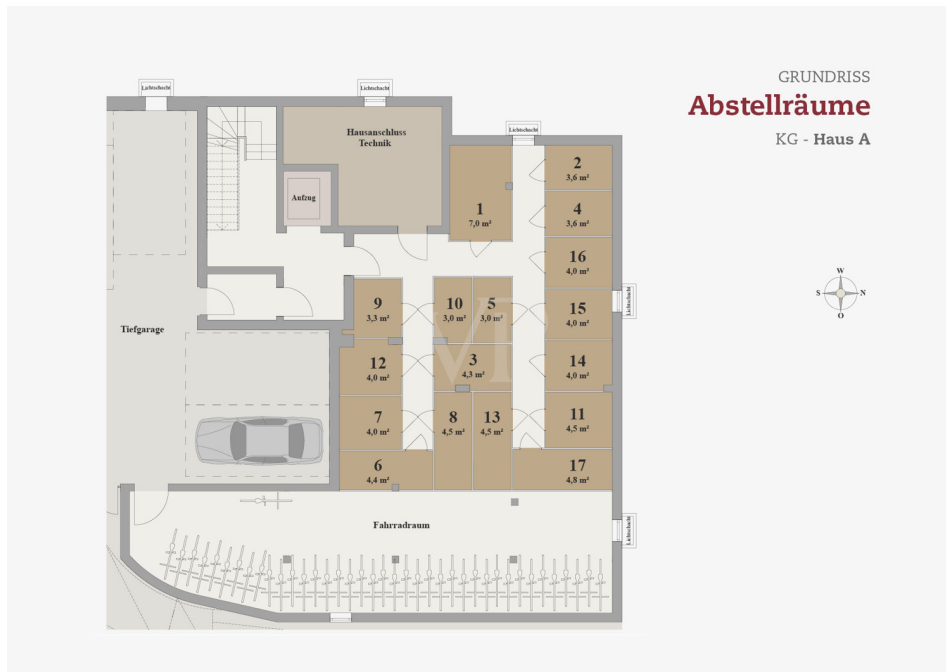 GRUNDRISS
Abstellräume
KG - Haus A
Lichtschacht
Lichtschacht
Lichtschacht
Hausanschluss
Technik
Aufzug
1
7,0 m²
2
3,6 m²
4
3,6 m²
16
4,0 m²
9
3,3 m²
10
3,0 m²
5
3,0 m²
15
4,0 m²
Lichtschacht
Tiefgarage
12
4,0 m²
3
4,3 m²
14
4,0 m²
7
4,0 m²
8
4,5 m²
13
4,5 m²
11
4,5 m²
6
4,4 m²
17
4,8 m²
Fahrradraum
Lichtschacht
W
S
N
O